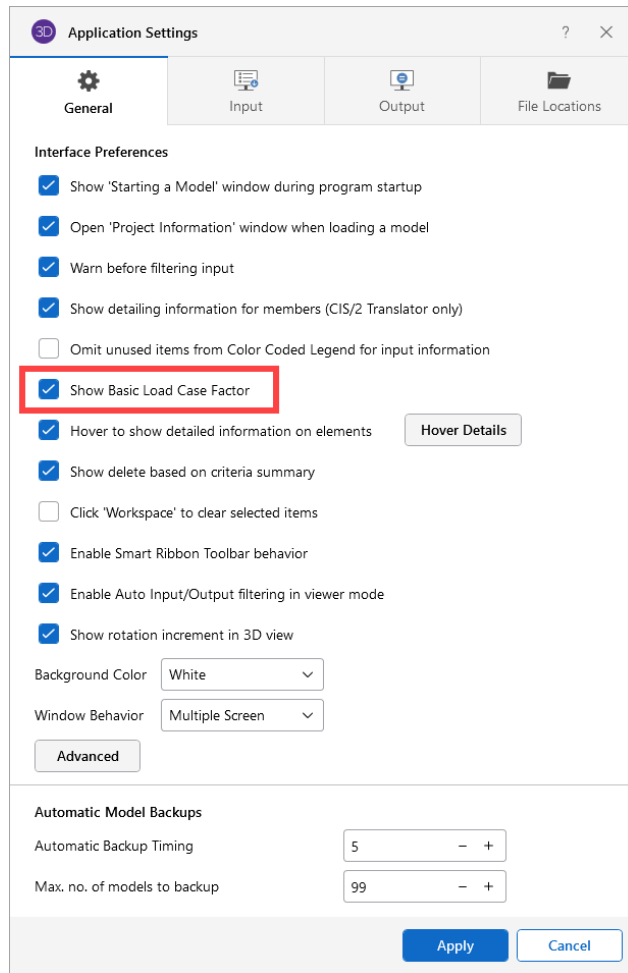 3D Application Settings ? ×
General Input Output File Locations
Interface Preferences
Show 'Starting a Model' window during program startup
Open 'Project Information' window when loading a model
Warn before filtering input
Show detailing information for members (CIS/2 Translator only)
Omit unused items from Color Coded Legend for input information
Show Basic Load Case Factor
Hover to show detailed information on elements Hover Details
Show delete based on criteria summary
Click 'Workspace' to clear selected items
Enable Smart Ribbon Toolbar behavior
Enable Auto Input/Output filtering in viewer mode
Show rotation increment in 3D view
Background Color White
Window Behavior Multiple Screen
Advanced
Automatic Model Backups
Automatic Backup Timing 5 − +
Max. no. of models to backup 99 − +
Apply Cancel